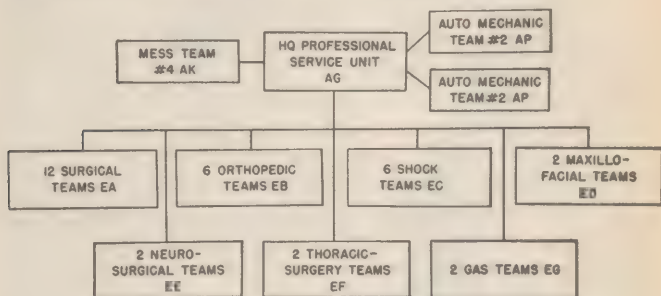 MESS TEAM
#4 AK
HQ PROFESSIONAL
SERVICE UNIT
AG
AUTO MECHANIC
TEAM #2 AP
AUTO MECHANIC
TEAM #2 AP
12 SURGICAL
TEAMS EA
6 ORTHOPEDIC
TEAMS EB
6 SHOCK
TEAMS EC
2 MAXILLO-
FACIAL TEAMS
ED
2 NEURO-
SURGICAL TEAMS
EE
2 THORACIC-
SURGERY TEAMS
EF
2 GAS TEAMS EG